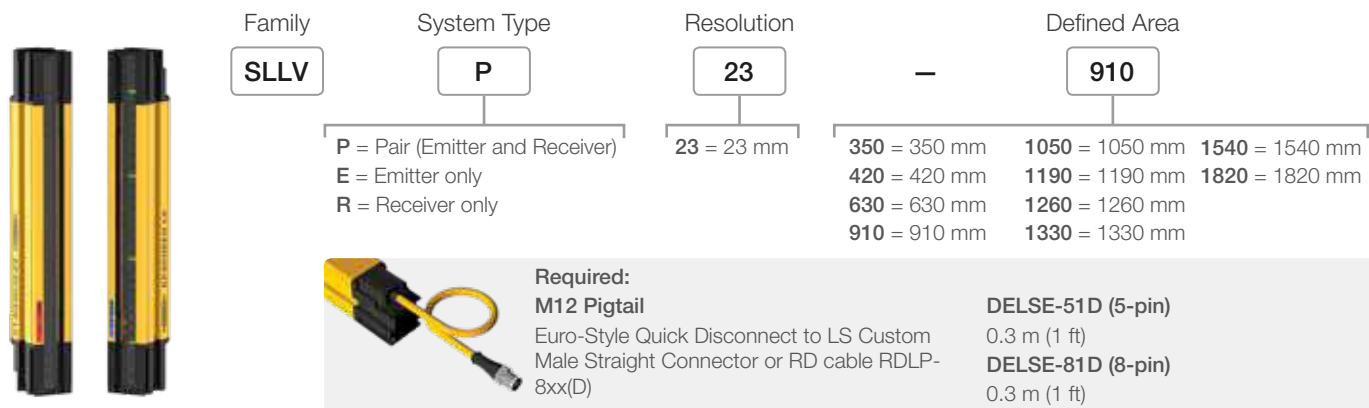 Family System Type Resolution Defined Area
SLLV P 23 – 910
P = Pair (Emitter and Receiver)
E = Emitter only
R = Receiver only
23 = 23 mm
350 = 350 mm 1050 = 1050 mm 1540 = 1540 mm
420 = 420 mm 1190 = 1190 mm 1820 = 1820 mm
630 = 630 mm 1260 = 1260 mm
910 = 910 mm 1330 = 1330 mm
Required:
M12 Pigtail
Euro-Style Quick Disconnect to LS Custom
Male Straight Connector or RD cable RDLP-
8xx(D)
DELSE-51D (5-pin)
0.3 m (1 ft)
DELSE-81D (8-pin)
0.3 m (1 ft)